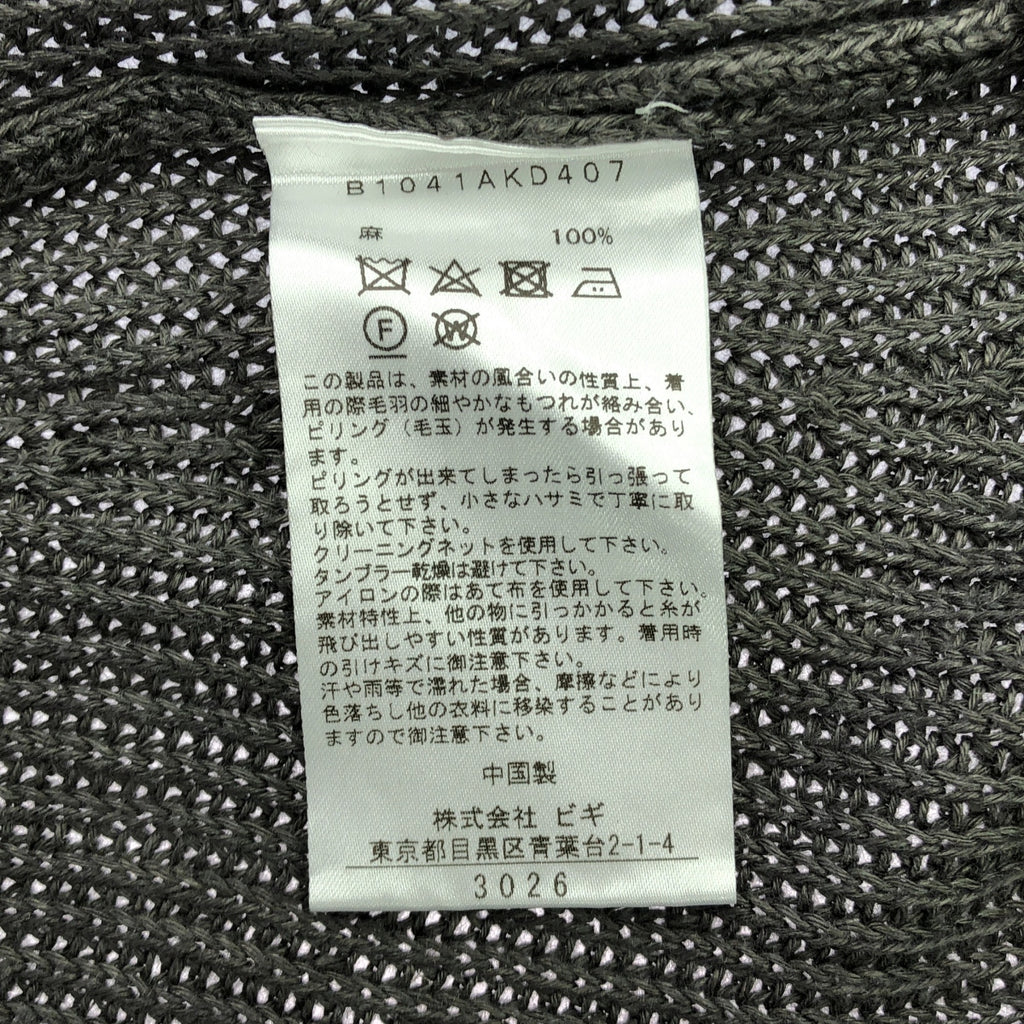 B1041AKD407
麻 100%
F W
この製品は、素材の風合いの性質上、着
用の際毛羽の細やかなもつれが絡み合い、
ピリング（毛玉）が発生する場合があり
ます。
ピリングが出来てしまったら引っ張って
取ろうとせず、小さなハサミで丁寧に取
り除いて下さい。
クリーニングネットを使用して下さい。
タンブラー乾燥は避けて下さい。
アイロンの際はあて布を使用して下さい。
素材特性上、他の物に引っかかると糸が
飛び出しやすい性質があります。着用時
の引けキズに御注意下さい。
汗や雨等で濡れた場合、摩擦などにより
色落ちし他の衣料に移染することがあり
ますので御注意下さい。
中国製
株式会社 ビギ
東京都目黒区青葉台2-1-4
3026